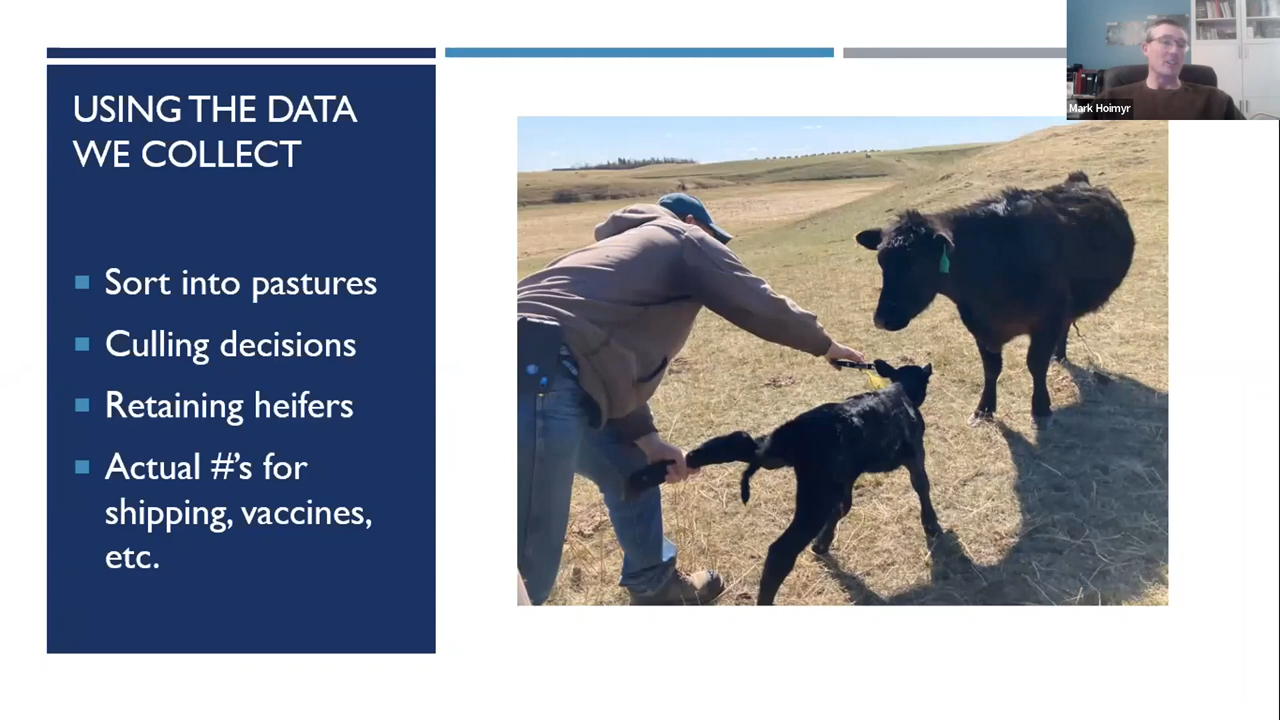 USING THE DATA
WE COLLECT
Sort into pastures
Culling decisions
Retaining heifers
Actual #'s for
shipping, vaccines,
etc.
Mark Hoimyr